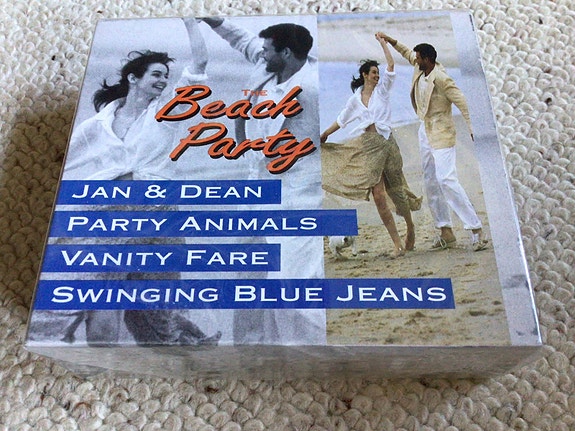 THE
Beach
Party
JAN & DEAN
PARTY ANIMALS
VANITY FARE
SWINGING BLUE JEANS